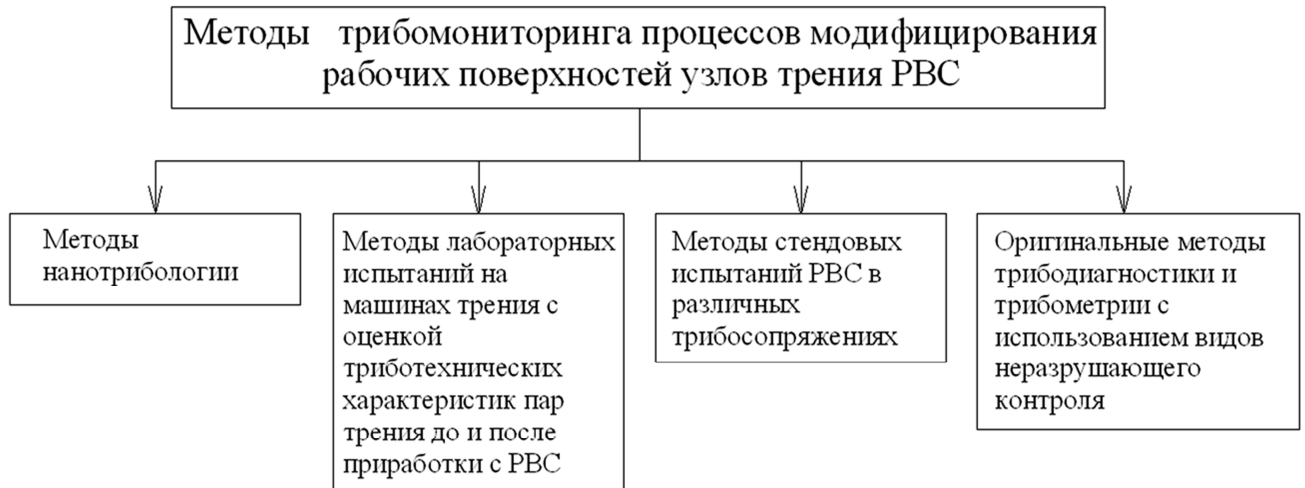 Методы трибомониторинга процессов модифицирования
рабочих поверхностей узлов трения РВС
Методы
нанотрибологии
Методы лабораторных
испытаний на
машинах трения с
оценкой
триботехнических
характеристик пар
трения до и после
приработки с РВС
Методы стендовых
испытаний РВС в
различных
трибосопряжениях
Оригинальные методы
трибодиагностики и
трибометрии с
использованием видов
неразрушающего
контроля